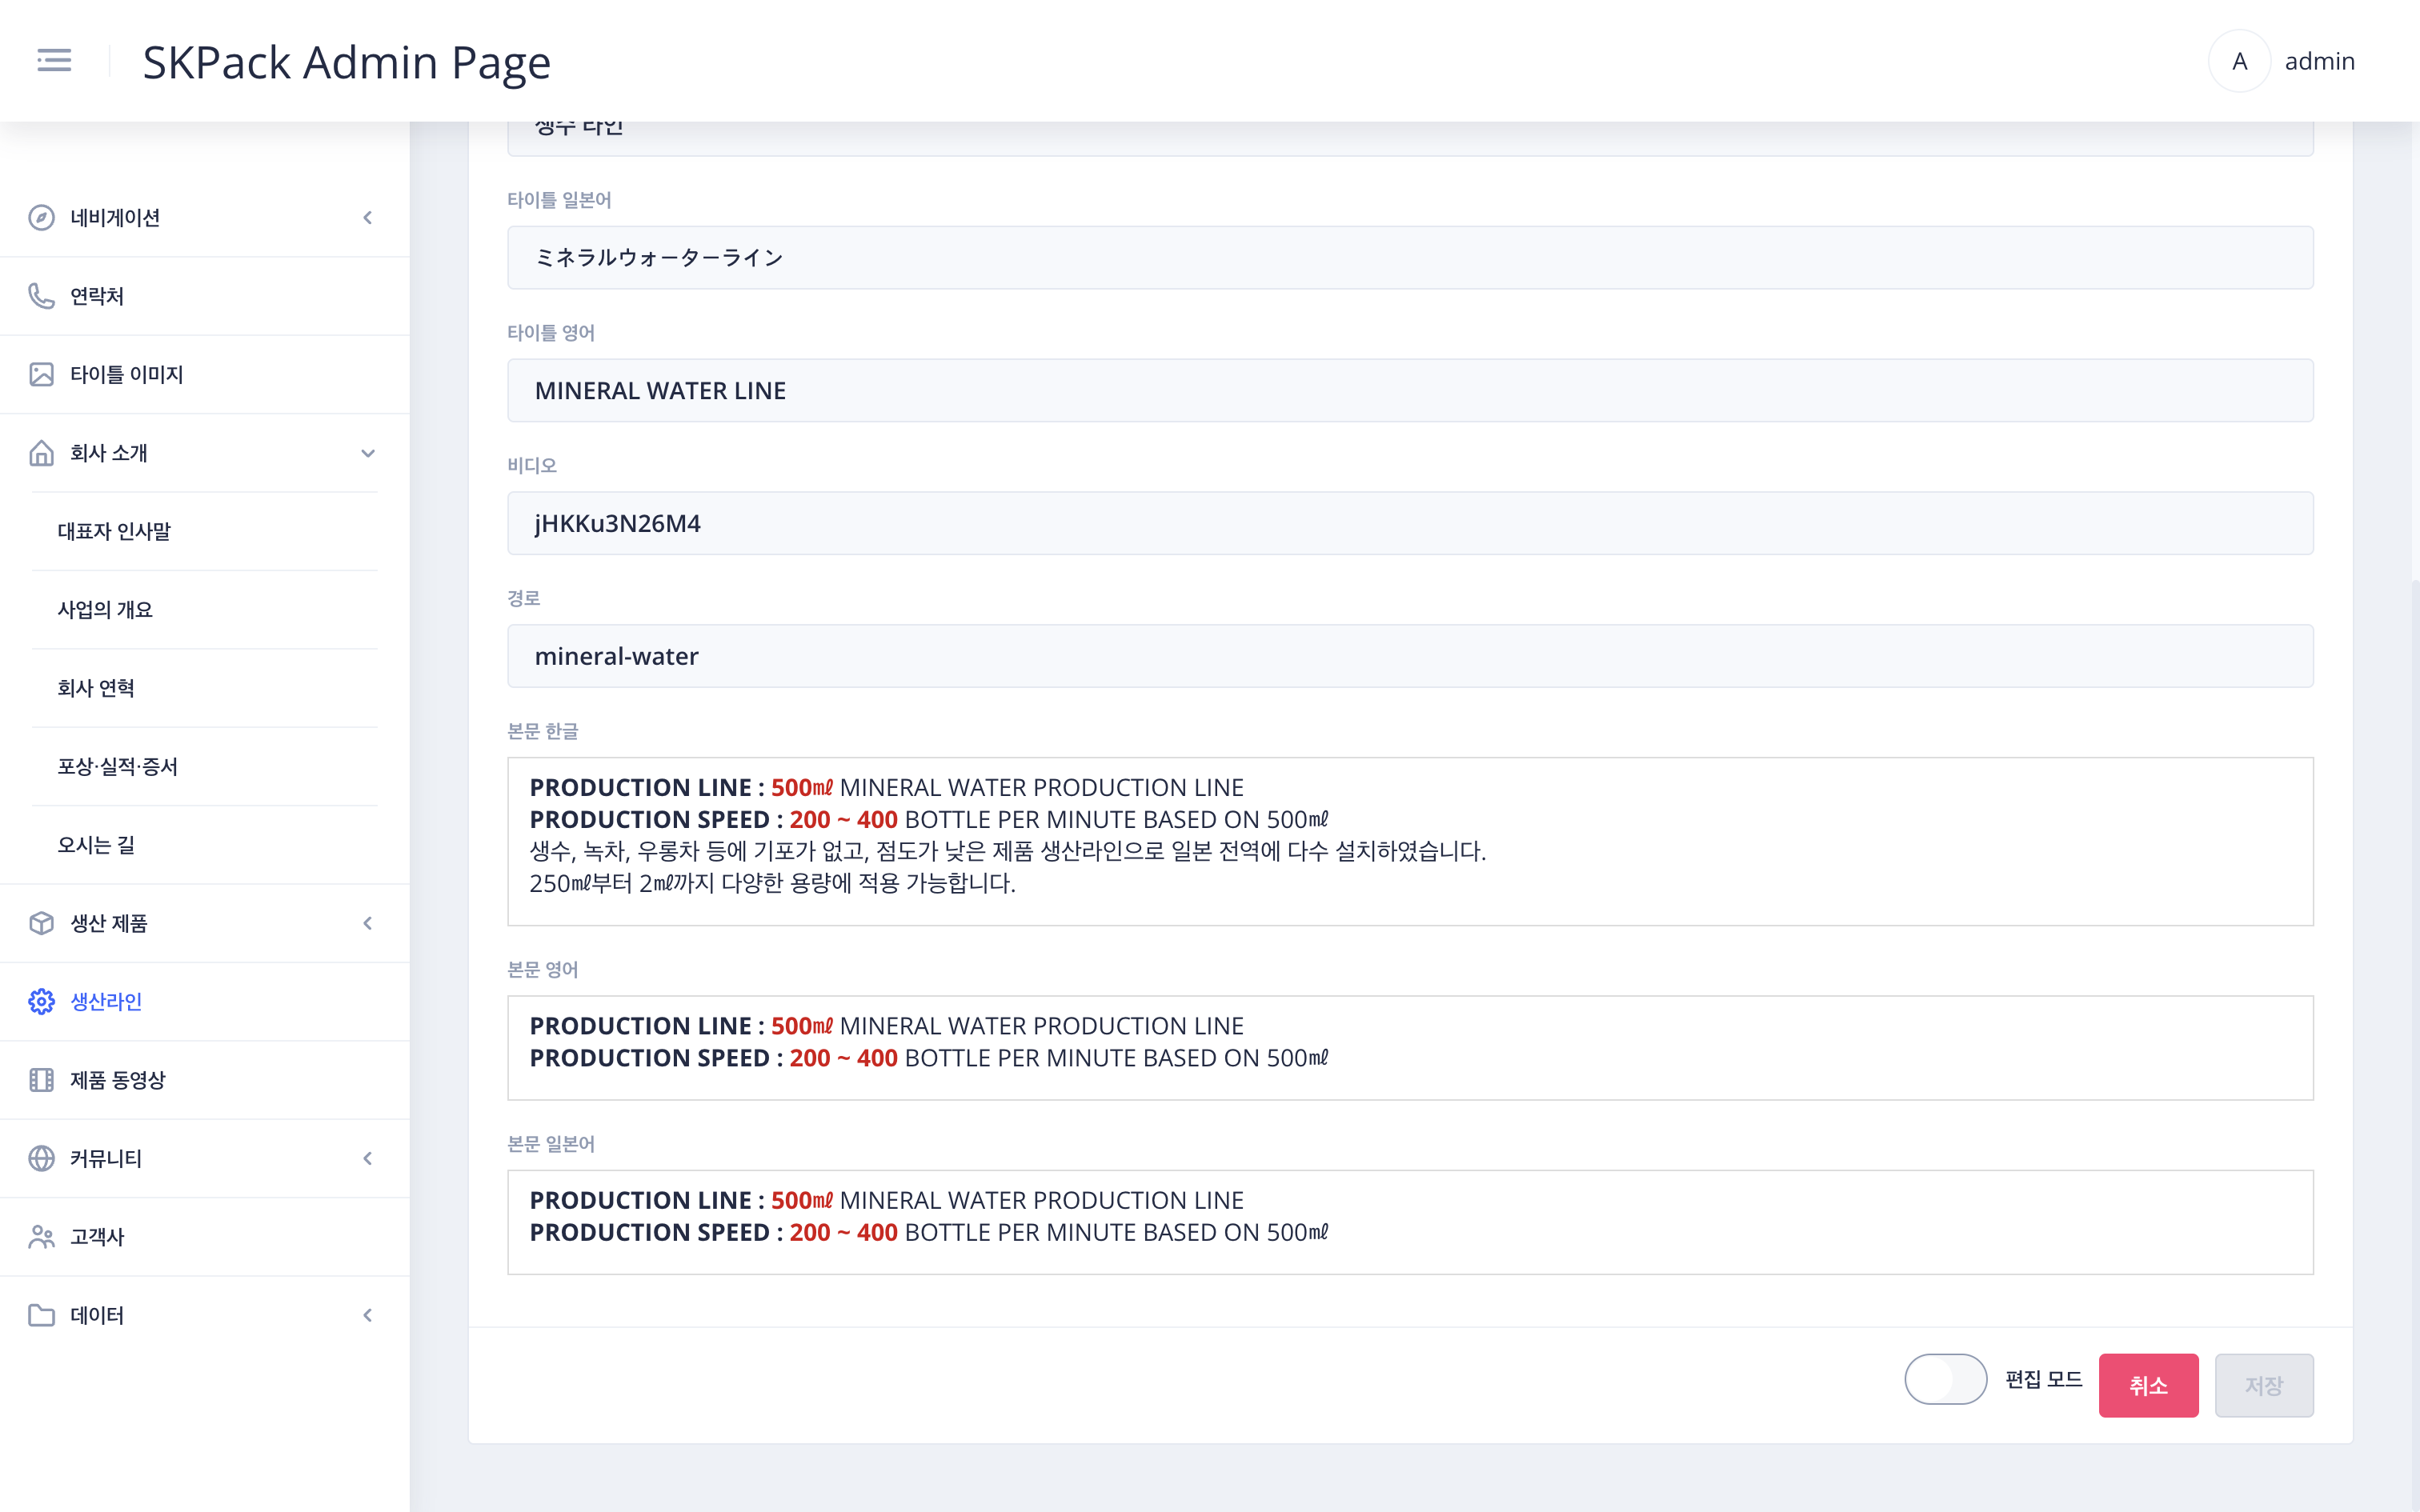 SKPack Admin Page
A admin
네비게이션
연락처
타이틀 이미지
회사 소개
대표자 인사말
사업의 개요
회사 연혁
포상·실적·증서
오시는 길
생산 제품
생산라인
제품 동영상
커뮤니티
고객사
데이터
생수 라인
타이틀 일본어
ミネラルウォーターライン
타이틀 영어
MINERAL WATER LINE
비디오
jHKKu3N26M4
경로
mineral-water
본문 한글
PRODUCTION LINE : 500㎖ MINERAL WATER PRODUCTION LINE
PRODUCTION SPEED : 200 ~ 400 BOTTLE PER MINUTE BASED ON 500㎖
생수, 녹차, 우롱차 등에 기포가 없고, 점도가 낮은 제품 생산라인으로 일본 전역에 다수 설치하였습니다.
250㎖부터 2㎖까지 다양한 용량에 적용 가능합니다.
본문 영어
PRODUCTION LINE : 500㎖ MINERAL WATER PRODUCTION LINE
PRODUCTION SPEED : 200 ~ 400 BOTTLE PER MINUTE BASED ON 500㎖
본문 일본어
PRODUCTION LINE : 500㎖ MINERAL WATER PRODUCTION LINE
PRODUCTION SPEED : 200 ~ 400 BOTTLE PER MINUTE BASED ON 500㎖
편집 모드
취소
저장